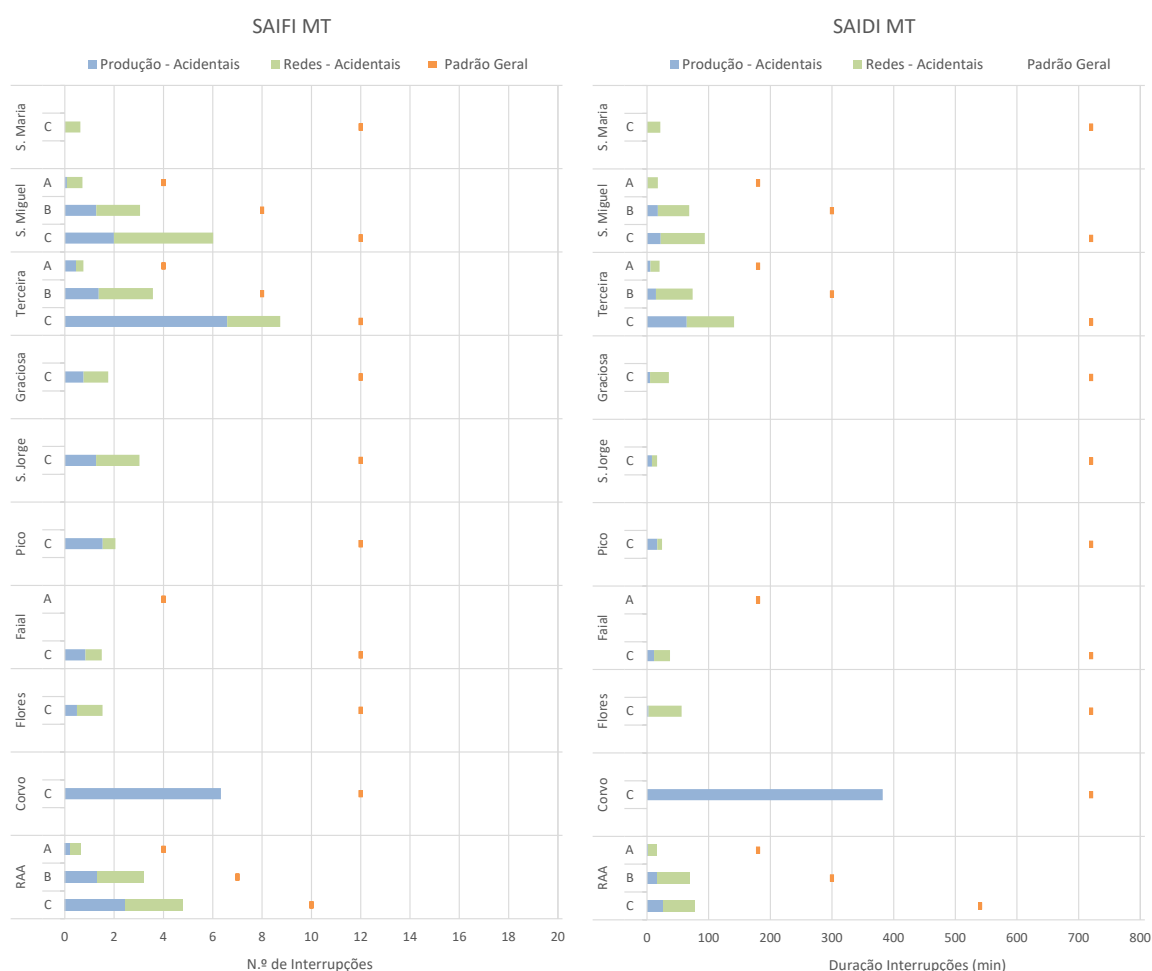 SAIFI MT
Produção - Acidentais Redes - Acidentais Padrão Geral
S. Maria
C
S. Miguel
A
B
C
Terceira
A
B
C
Graciosa
C
S. Jorge
C
Pico
C
Faial
A
C
Flores
C
Corvo
C
RAA
A
B
C
0 2 4 6 8 10 12 14 16 18 20
N.º de Interrupções
SAIDI MT
Produção - Acidentais Redes - Acidentais Padrão Geral
S. Maria
C
S. Miguel
A
B
C
Terceira
A
B
C
Graciosa
C
S. Jorge
C
Pico
C
Faial
A
C
Flores
C
Corvo
C
RAA
A
B
C
0 100 200 300 400 500 600 700 800
Duração Interrupções (min)